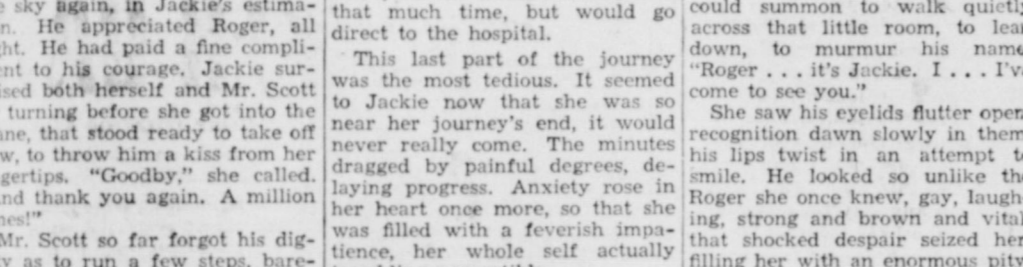 sky again, in Jackie's estima-
He appreciated Roger, all
He had paid a fine compli-
to his courage. Jackie sur-
both herself and Mr. Scott
turning before she got into the
that stood ready to take off
to throw him a kiss from her
"Goodby," she called.
thank you again. A million
Mr. Scott so far forgot his dig-
as to run a few steps, bare-
that much time, but would go
direct to the hospital.
This last part of the journey
was the most tedious. It seemed
to Jackie now that she was so
near her journey's end, it would
never really come. The minutes
dragged by painful degrees, de-
laying progress. Anxiety rose in
her heart once more, so that she
was filled with a feverish impa-
tience, her whole self actually
could summon to walk quietly
across that little room, to lean
down, to murmur his name
"Roger . . . it's Jackie. I . . . I've
come to see you."
She saw his eyelids flutter open
recognition dawn slowly in them
his lips twist in an attempt to
smile. He looked so unlike the
Roger she once knew, gay, laugh-
ing, strong and brown and vital
that shocked despair seized her
filling her with an enormous pity